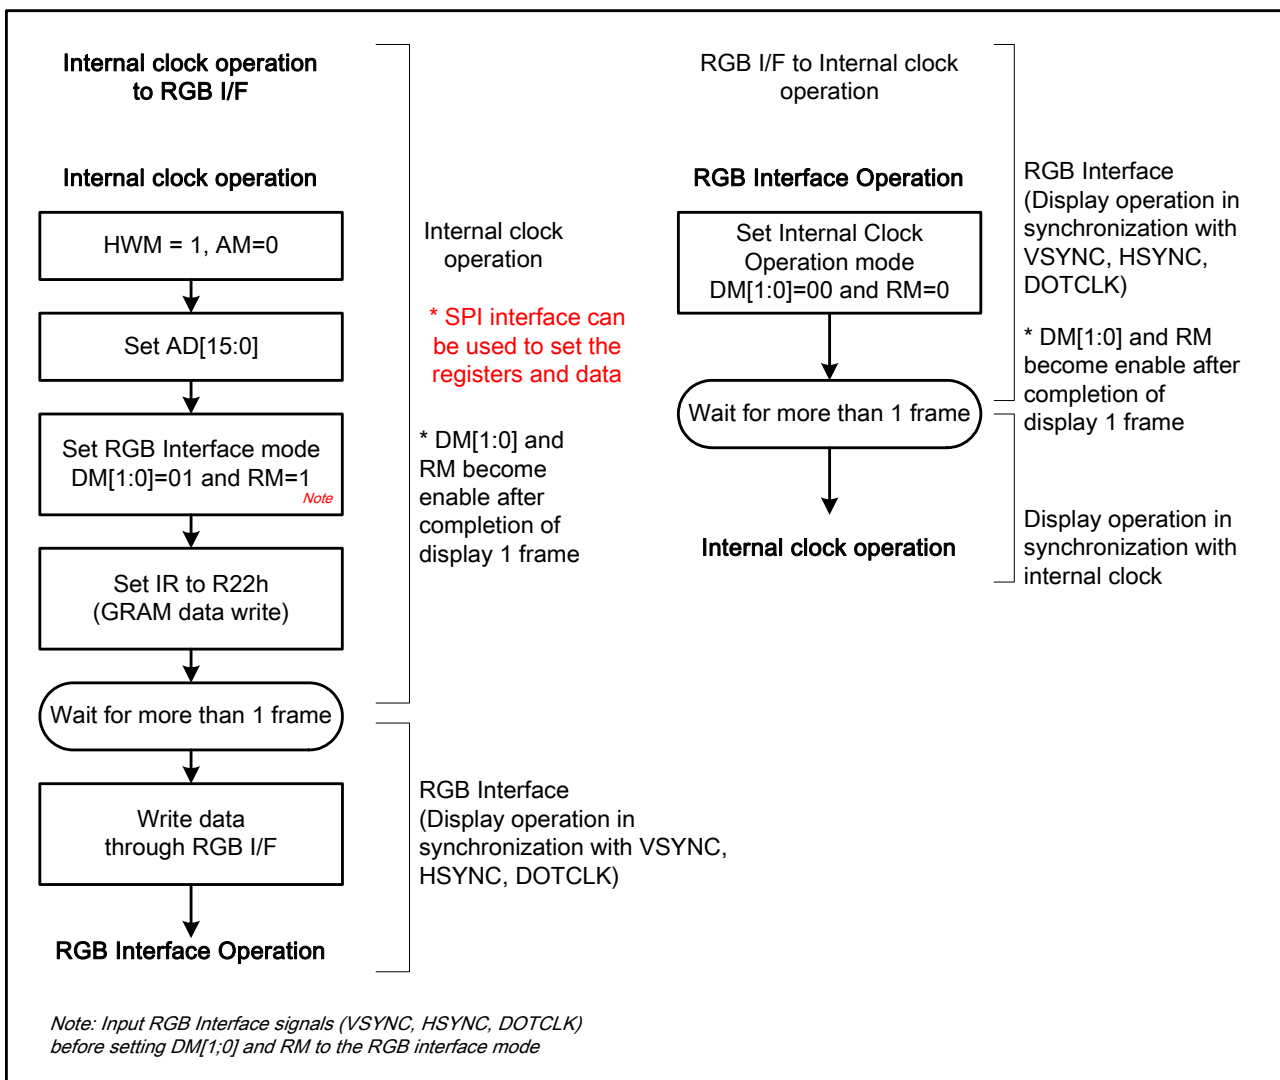 Internal clock operation
to RGB I/F
Internal clock operation
HWM = 1, AM=0
Set AD[15:0]
Set RGB Interface mode
DM[1:0]=01 and RM=1
Note
Set IR to R22h
(GRAM data write)
Wait for more than 1 frame
Write data
through RGB I/F
RGB Interface Operation
Internal clock
operation
* SPI interface can
be used to set the
registers and data
* DM[1:0] and
RM become
enable after
completion of
display 1 frame
RGB Interface
(Display operation in
synchronization with VSYNC,
HSYNC, DOTCLK)
RGB I/F to Internal clock
operation
RGB Interface Operation
Set Internal Clock
Operation mode
DM[1:0]=00 and RM=0
Wait for more than 1 frame
Internal clock operation
RGB Interface
(Display operation in
synchronization with
VSYNC, HSYNC,
DOTCLK)
* DM[1:0] and RM
become enable after
completion of
display 1 frame
Display operation in
synchronization with
internal clock
Note: Input RGB Interface signals (VSYNC, HSYNC, DOTCLK)
before setting DM[1;0] and RM to the RGB interface mode